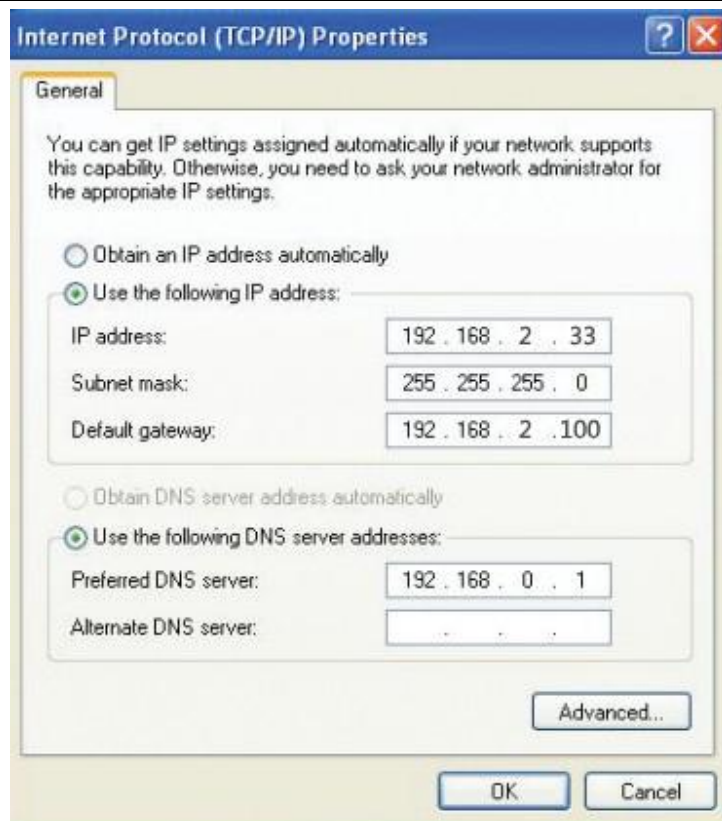 Internet Protocol (TCP/IP) Properties
General
You can get IP settings assigned automatically if your network supports
this capability. Otherwise, you need to ask your network administrator for
the appropriate IP settings.
Obtain an IP address automatically
Use the following IP address:
IP address: 192 . 168 . 2 . 33
Subnet mask: 255 . 255 . 255 . 0
Default gateway: 192 . 168 . 2 .100
Obtain DNS server address automatically
Use the following DNS server addresses:
Preferred DNS server: 192 . 168 . 0 . 1
Alternate DNS server: . . .
Advanced...
OK Cancel